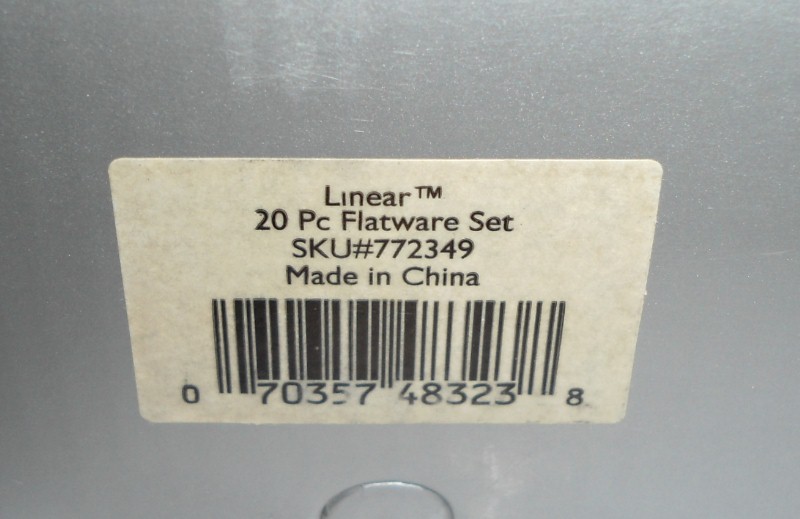 Linear™
20 Pc Flatware Set
SKU#772349
Made in China
0 70357 48323 8